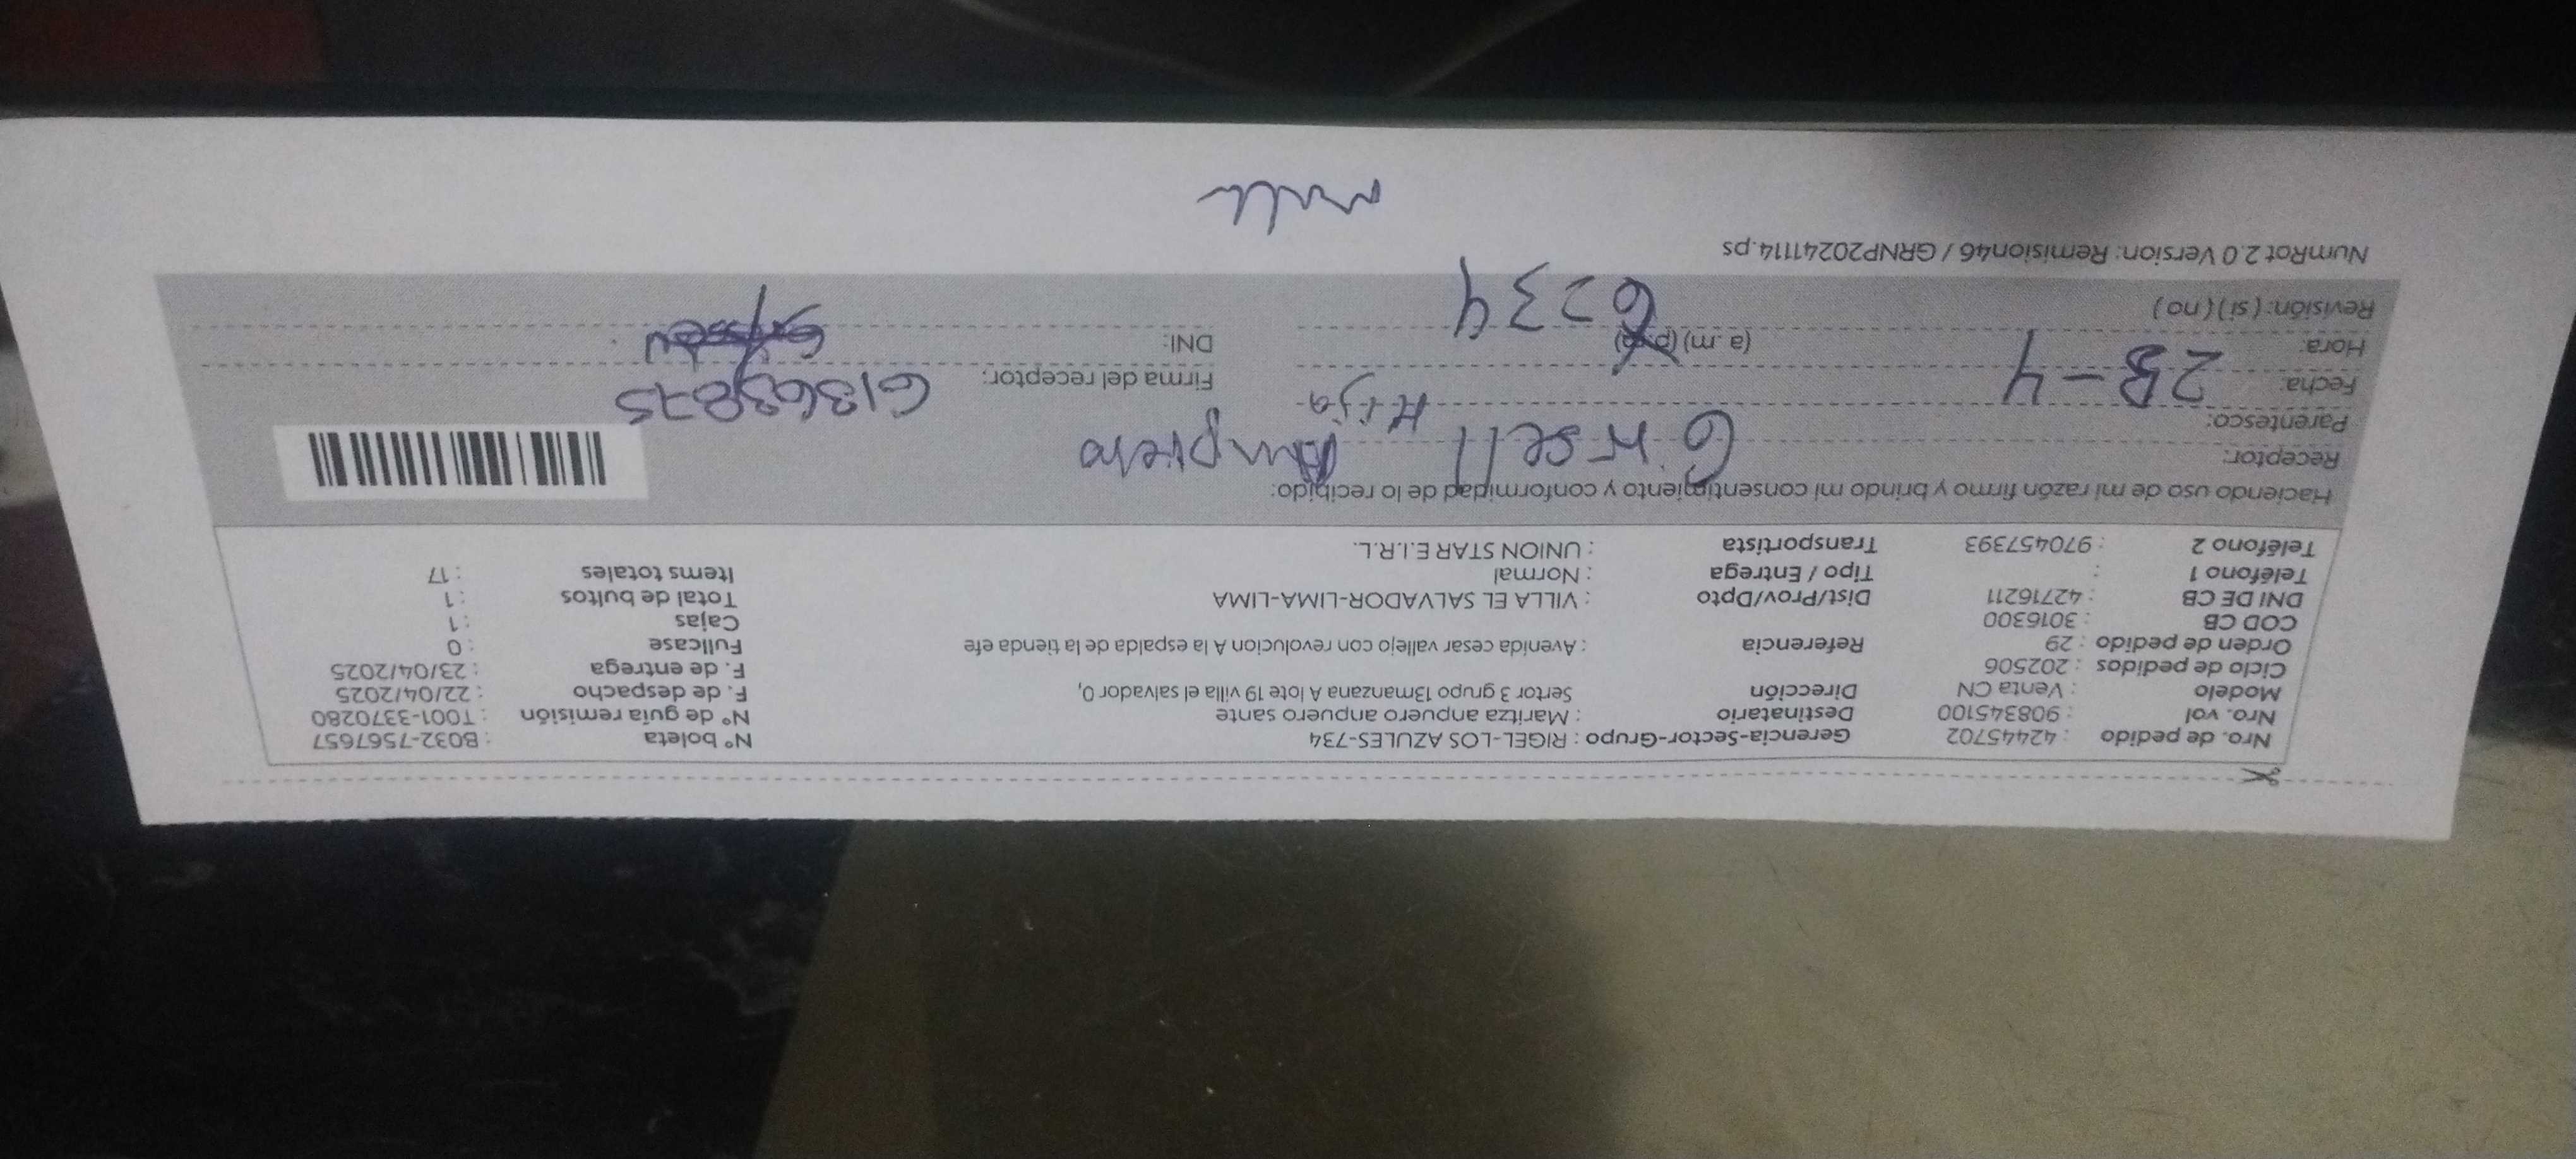 Nro. de pedido : 42445702 Gerencia-Sector-Grupo : RIGEL-LOS AZULES-734 N° boleta : B032-7567657
Nro. vol : 908345100 Destinatario : Maritza anpuero anpuero sante N° de guía remisión : T001-3370280
Modelo : Venta CN Dirección Sertor 3 grupo 13manzana A lote 19 villa el salvador 0, F. de despacho : 22/04/2025
Ciclo de pedidos : 202506 F. de entrega : 23/04/2025
Orden de pedido : 29 Referencia : Avenida cesar vallejo con revolucion A la espalda de la tienda efe Fullcase : 0
COD CB : 3016300 Cajas : 1
DNI DE CB : 42716211 Dist/Prov/Dpto : VILLA EL SALVADOR-LIMA-LIMA Total de bultos : 1
Teléfono 1 : Tipo / Entrega : Normal Items totales : 17
Teléfono 2 : 970457393 Transportista : UNION STAR E.I.R.L.
Haciendo uso de mi razón firmo y brindo mi consentimiento y conformidad de lo recibido:
Receptor:
Parentesco: Hija
Fecha: 23-4 Firma del receptor: 61363875
Hora: (a.m) (p.m) DNI:
Revisión: (si) (no) 6234
NumRot 2.0 Version: Remision46 / GRNP20241114.ps